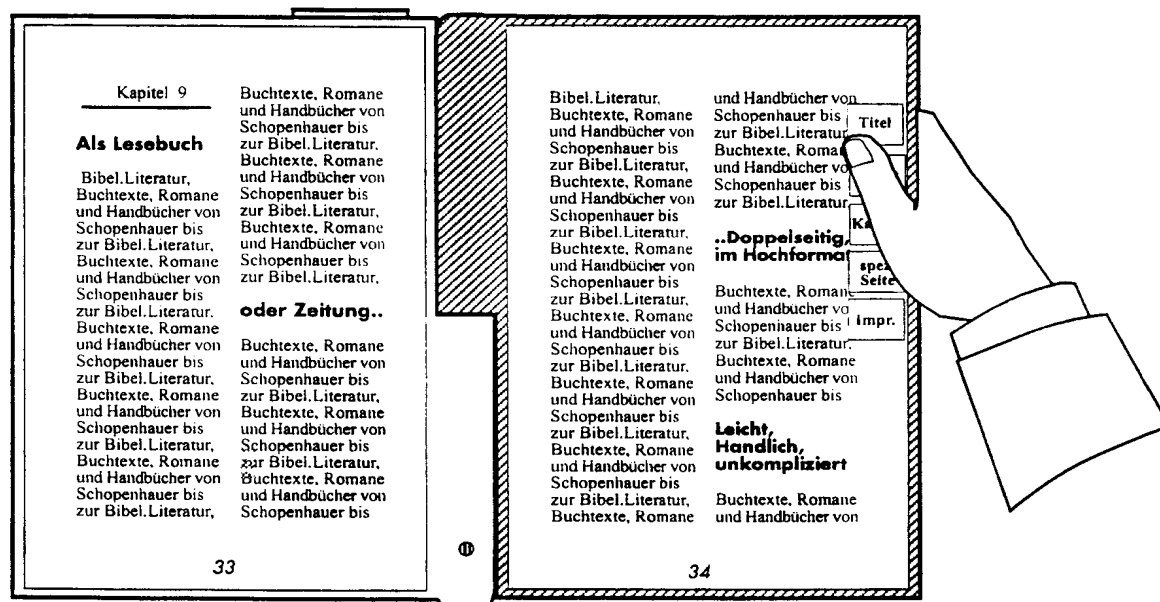 Kapitel 9
Als Lesebuch
Bibel.Literatur,
Buchtexte, Romane
und Handbücher von
Schopenhauer bis
zur Bibel.Literatur,
Buchtexte, Romane
und Handbücher von
Schopenhauer bis
zur Bibel.Literatur.
Buchtexte, Romane
und Handbücher von
Schopenhauer bis
zur Bibel.Literatur,
Buchtexte, Romane
und Handbücher von
Schopenhauer bis
zur Bibel.Literatur,
Buchtexte, Romane
und Handbücher von
Schopenhauer bis
zur Bibel.Literatur,
Buchtexte, Romane
und Handbücher von
Schopenhauer bis
zur Bibel.Literatur.
Buchtexte, Romane
und Handbücher von
Schopenhauer bis
zur Bibel.Literatur,
Buchtexte, Romane
und Handbücher von
Schopenhauer bis
zur Bibel.Literatur,
oder Zeitung..
Buchtexte, Romane
und Handbücher von
Schopenhauer bis
zur Bibel.Literatur,
Buchtexte, Romane
und Handbücher von
Schopenhauer bis
zur Bibel.Literatur,
Buchtexte, Romane
und Handbücher von
Schopenhauer bis
33
Bibel.Literatur,
Buchtexte, Romane
und Handbücher von
Schopenhauer bis
zur Bibel.Literatur,
Buchtexte, Romane
und Handbücher von
Schopenhauer bis
zur Bibel.Literatur,
Buchtexte, Romane
und Handbücher von
Schopenhauer bis
zur Bibel.Literatur,
Buchtexte, Romane
und Handbücher von
Schopenhauer bis
zur Bibel.Literatur,
Buchtexte, Romane
und Handbücher von
Schopenhauer bis
zur Bibel.Literatur,
Buchtexte, Romane
und Handbücher von
Schopenhauer bis
zur Bibel.Literatur,
Buchtexte, Romane
und Handbücher von
Schopenhauer bis
zur Bibel.Literatur
Buchtexte,
und Handbücher
Schopenhauer bis
zur Bibel.Literatur
..Doppelseitig,
im
Buchtexte,
und Handbücher
Schopenhauer bis
zur Bibel.Literatur.
Buchtexte, Romane
und Handbücher von
Schopenhauer bis
Leicht,
Handlich,
unkompliziert
Buchtexte, Romane
und Handbücher von
34
Titel
Seite
Impr.